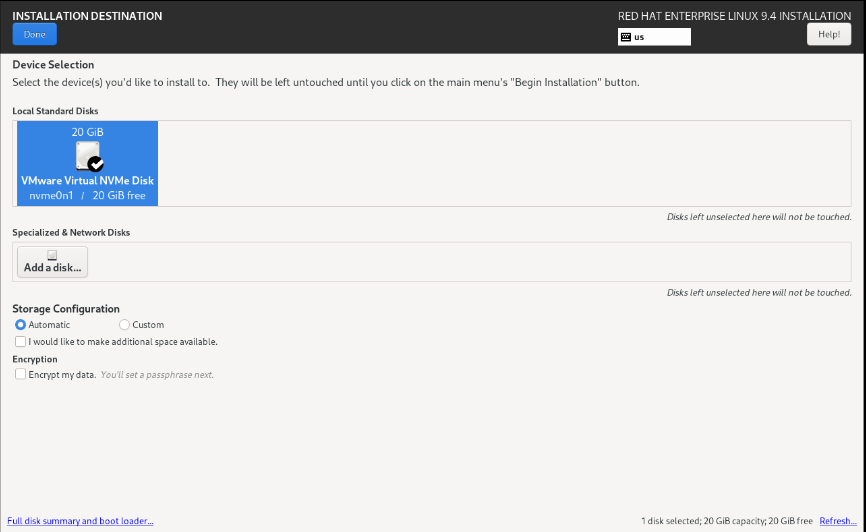 INSTALLATION DESTINATION
RED HAT ENTERPRISE LINUX 9.4 INSTALLATION
Done
us
Help!
Device Selection
Select the device(s) you'd like to install to.  They will be left untouched until you click on the main menu's "Begin Installation" button.
Local Standard Disks
20 GiB
VMware Virtual NVMe Disk
nvme0n1 / 20 GiB free
Disks left unselected here will not be touched.
Specialized & Network Disks
Add a disk...
Disks left unselected here will not be touched.
Storage Configuration
Automatic
Custom
I would like to make additional space available.
Encryption
Encrypt my data. You'll set a passphrase next.
Full disk summary and boot loader...
1 disk selected; 20 GiB capacity; 20 GiB free
Refresh...